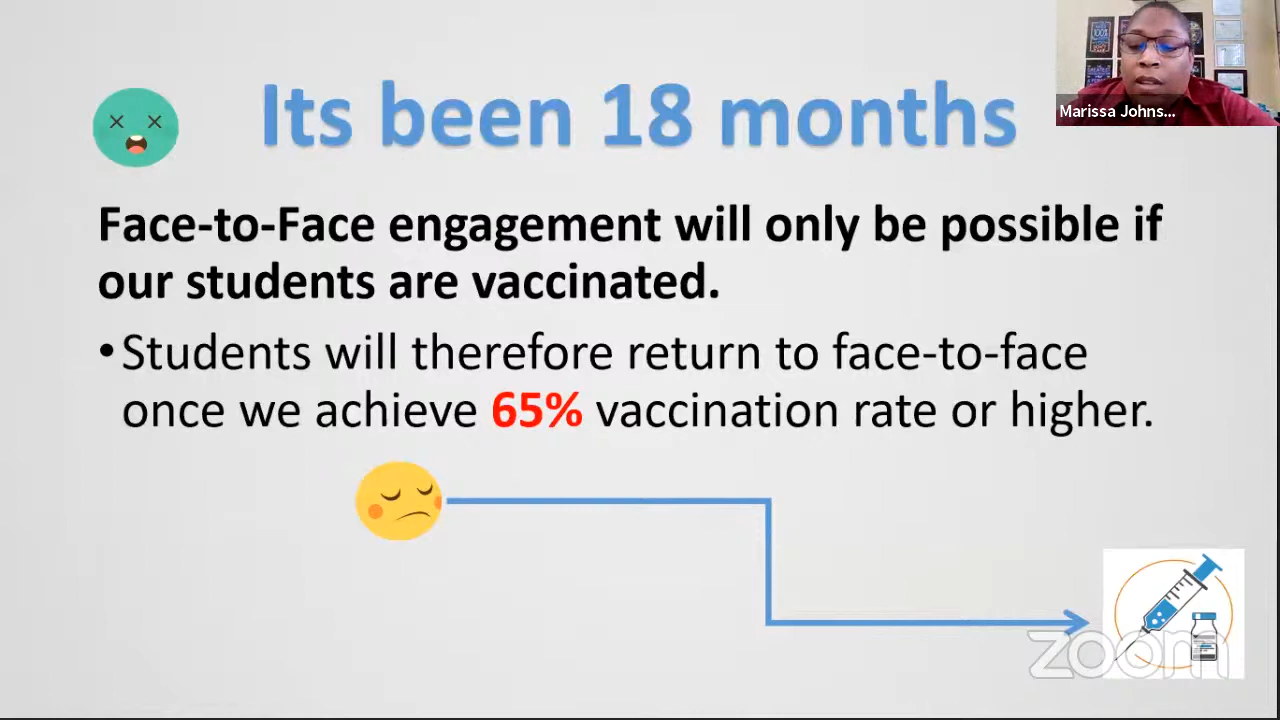 Its been 18 months
Marissa Johns...
Face-to-Face engagement will only be possible if
our students are vaccinated.
•Students will therefore return to face-to-face
once we achieve 65% vaccination rate or higher.
zoom